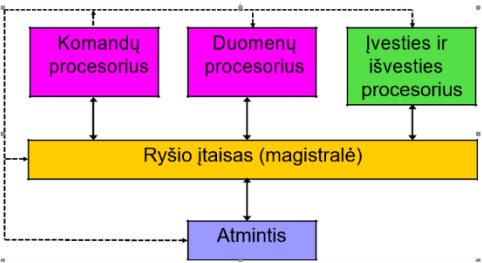 Komandų
procesorius
Duomenų
procesorius
Įvesties ir
išvesties
procesorius
Ryšio įtaisas (magistralė)
Atmintis